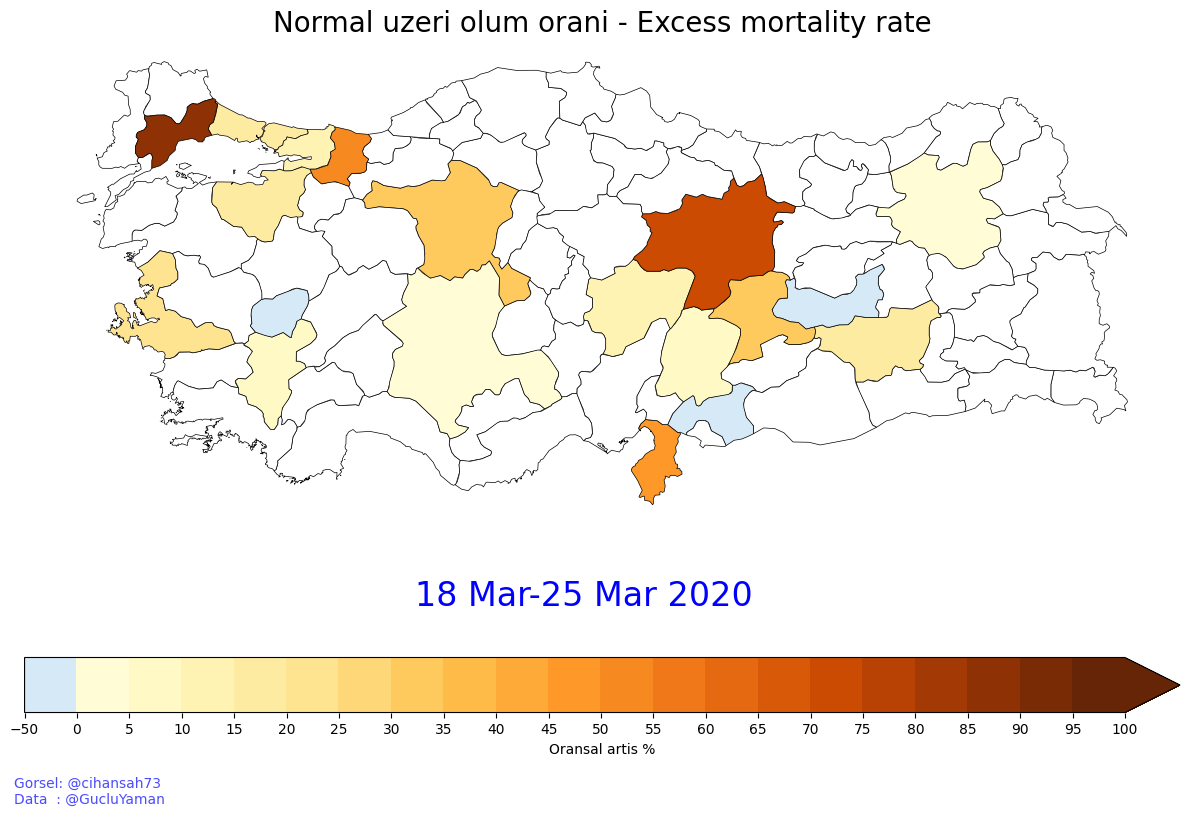 Normal uzeri olum orani - Excess mortality rate
18 Mar-25 Mar 2020
−50 0 5 10 15 20 25 30 35 40 45 50 55 60 65 70 75 80 85 90 95 100
Oransal artis %
Gorsel: @cihansah73
Data  : @GucluYaman